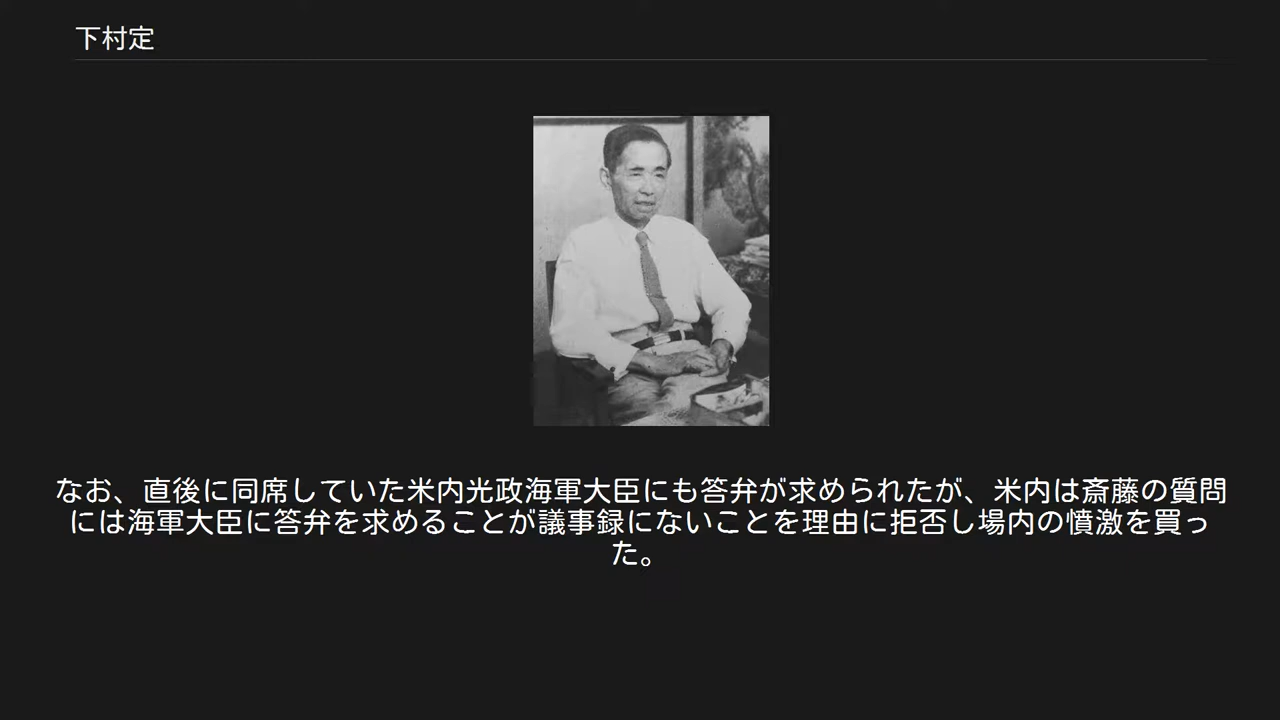 下村定
なお、直後に同席していた米内光政海軍大臣にも答弁が求められたが、米内は斎藤の質問
には海軍大臣に答弁を求めることが議事録にないことを理由に拒否し場内の憤激を買っ
た。